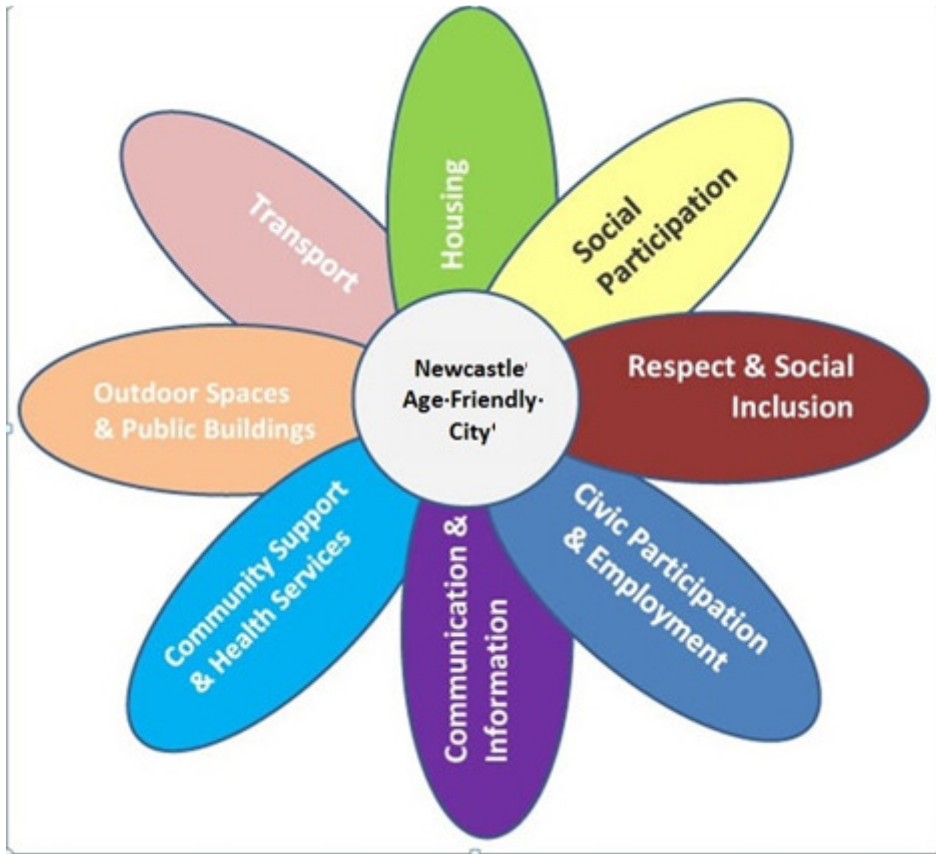 Housing
Social
Participation
Respect & Social
Inclusion
Civic Participation
& Employment
Communication &
Information
Community Support
& Health Services
Outdoor Spaces
& Public Buildings
Transport
Newcastle'
Age·Friendly·
City'